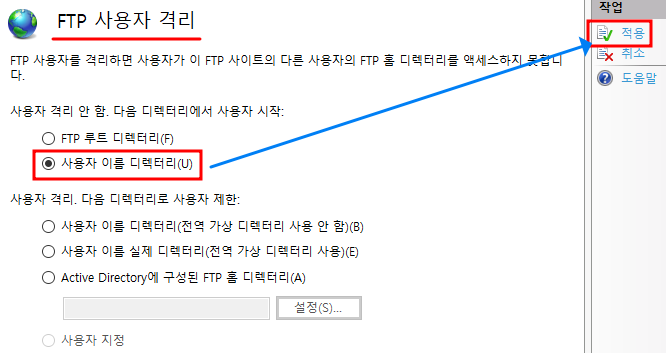 FTP 사용자 격리
FTP 사용자를 격리하면 사용자가 이 FTP 사이트의 다른 사용자의 FTP 홈 디렉터리를 액세스하지 못합니
다.
사용자 격리 안 함. 다음 디렉터리에서 사용자 시작:
FTP 루트 디렉터리(F)
사용자 이름 디렉터리(U)
사용자 격리. 다음 디렉터리로 사용자 제한:
사용자 이름 디렉터리(전역 가상 디렉터리 사용 안 함)(B)
사용자 이름 실제 디렉터리(전역 가상 디렉터리 사용)(E)
Active Directory에 구성된 FTP 홈 디렉터리(A)
설정(S)...
사용자 지정
작업
적용
취소
도움말